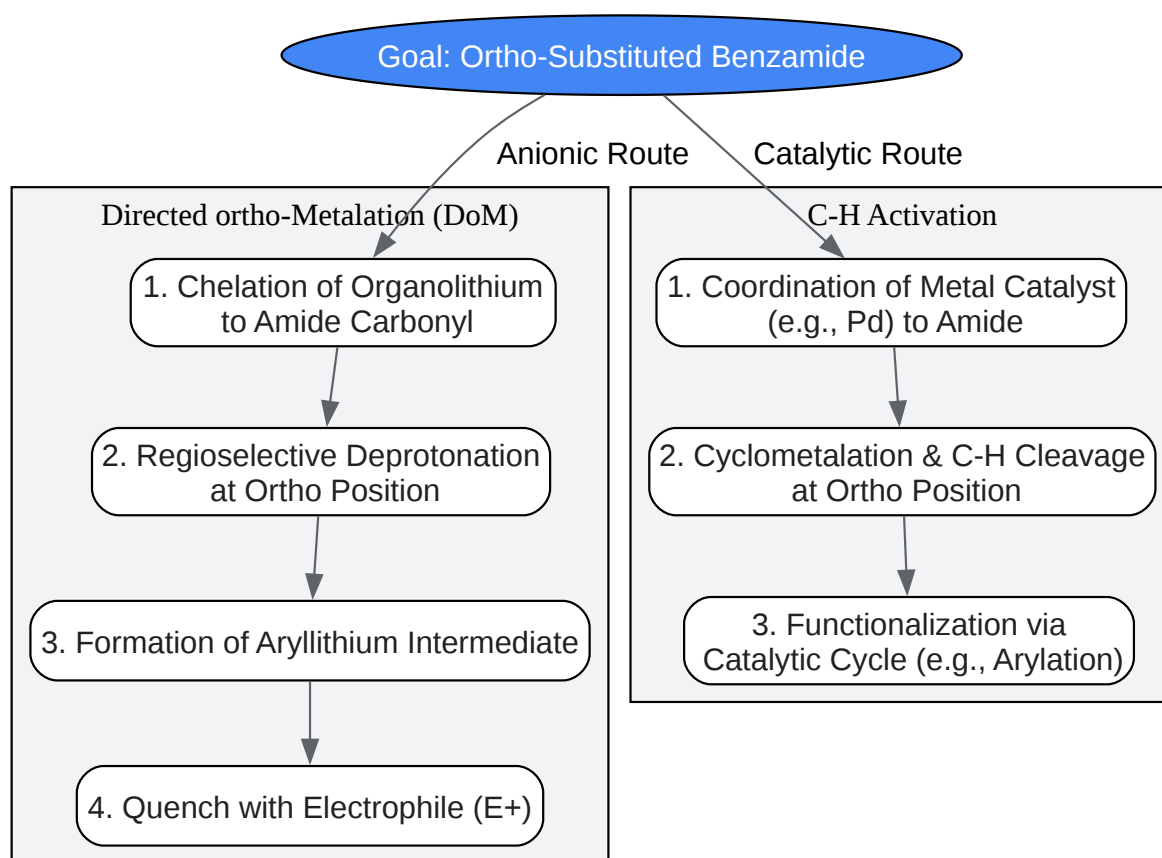 Goal: Ortho-Substituted Benzamide
Anionic Route
Catalytic Route
Directed ortho-Metalation (DoM)
1. Chelation of Organolithium
to Amide Carbonyl
2. Regioselective Deprotonation
at Ortho Position
3. Formation of Aryllithium Intermediate
4. Quench with Electrophile (E+)
C-H Activation
1. Coordination of Metal Catalyst
(e.g., Pd) to Amide
2. Cyclometalation & C-H Cleavage
at Ortho Position
3. Functionalization via
Catalytic Cycle (e.g., Arylation)